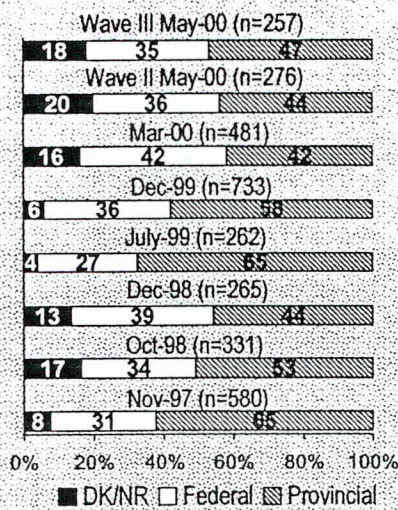 Wave III May-00 (n=257)
18 35 47
Wave II May-00 (n=276)
20 36 44
Mar-00 (n=481)
16 42 42
Dec-99 (n=733)
6 36 58
July-99 (n=262)
4 27 65
Dec-98 (n=265)
13 39 44
Oct-98 (n=331)
17 34 53
Nov-97 (n=580)
8 31 65
0% 20% 40% 60% 80% 100%
DK/NR Federal Provincial